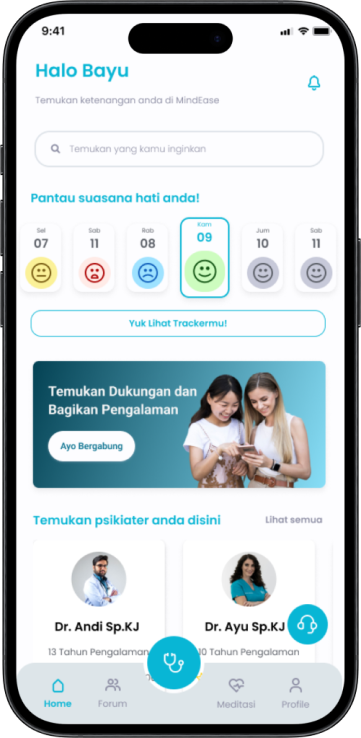 9:41
Halo Bayu
Temukan ketenangan anda di MindEase
Temukan yang kamu inginkan
Pantau suasana hati anda!
Sel
07
Sab
11
Rab
08
Kam
09
Jum
10
Sab
11
Yuk Lihat Trackermu!
Temukan Dukungan dan
Bagikan Pengalaman
Ayo Bergabung
Temukan psikiater anda disini
Lihat semua
Dr. Andi Sp.KJ
13 Tahun Pengalaman
Dr. Ayu Sp.KJ
10 Tahun Pengalaman
Home
Forum
Meditasi
Profile